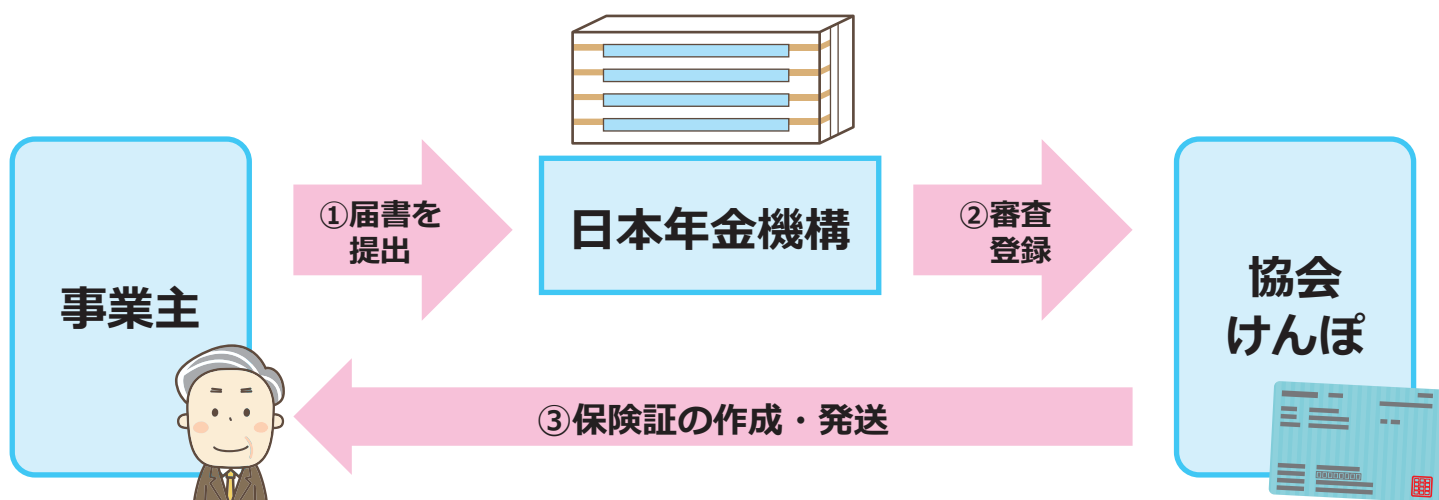 ①届書を
提出
日本年金機構
②審査
登録
事業主
協会
けんぽ
③保険証の作成・発送